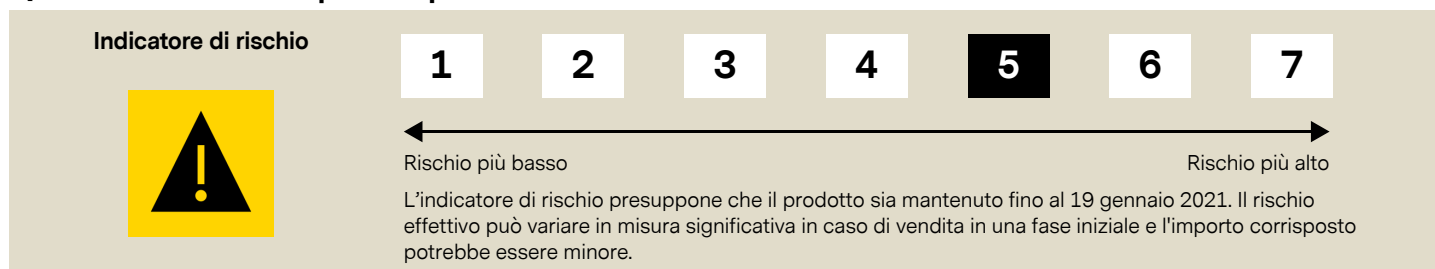 Indicatore di rischio
1 2 3 4 5 6 7
Rischio più basso Rischio più alto
L'indicatore di rischio presuppone che il prodotto sia mantenuto fino al 19 gennaio 2021. Il rischio
effettivo può variare in misura significativa in caso di vendita in una fase iniziale e l'importo corrisposto
potrebbe essere minore.